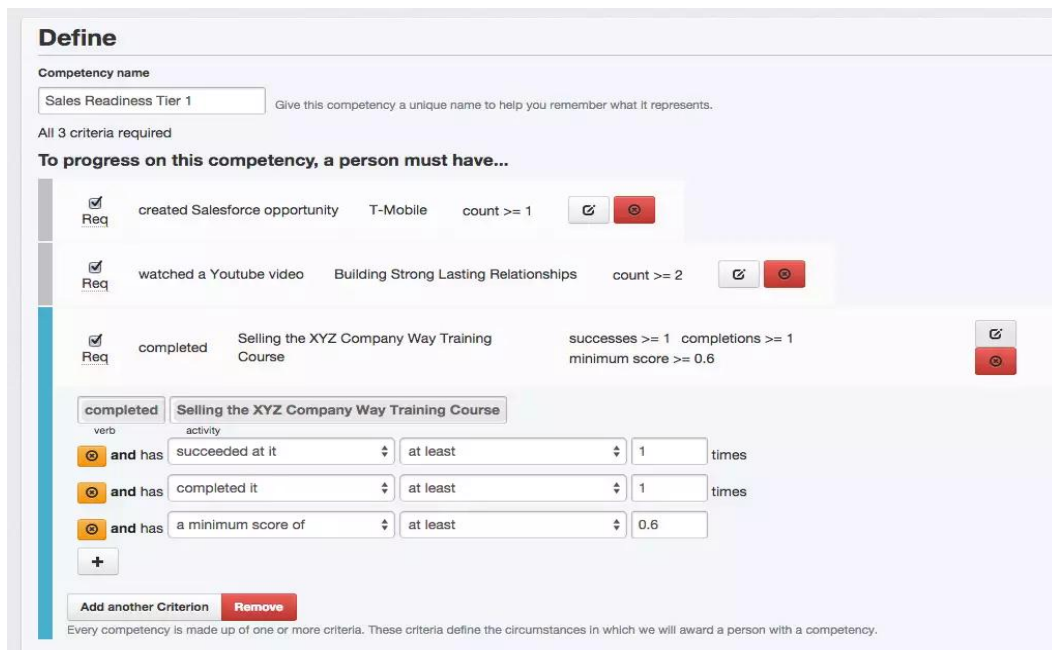 Define
Competency name
Sales Readiness Tier 1 Give this competency a unique name to help you remember what it represents.
All 3 criteria required
To progress on this competency, a person must have...
Req created Salesforce opportunity T-Mobile count >= 1
Req watched a Youtube video Building Strong Lasting Relationships count >= 2
Req completed Selling the XYZ Company Way Training Course successes >= 1 completions >= 1
minimum score >= 0.6
completed Selling the XYZ Company Way Training Course
verb activity
and has succeeded at it at least 1 times
and has completed it at least 1 times
and has a minimum score of at least 0.6
+
Add another Criterion Remove
Every competency is made up of one or more criteria. These criteria define the circumstances in which we will award a person with a competency.